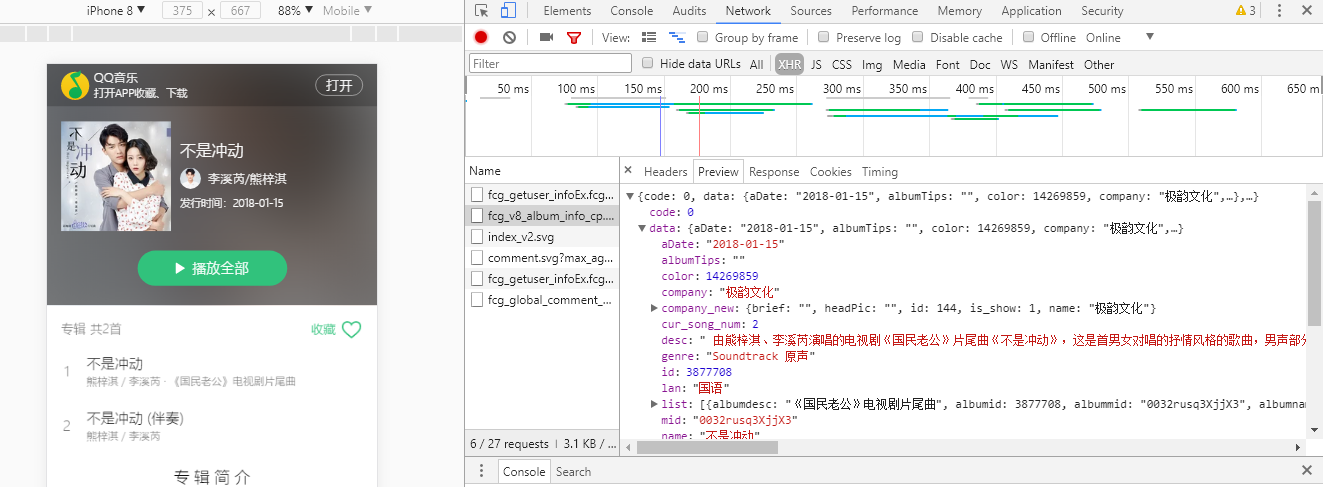 iPhone 8 ▼ 375 × 667 88% ▼ Mobile ▼
QQ音乐
打开APP收藏、下载
打开
不是冲动
不是冲动
李溪芮/熊梓淇
发行时间：2018-01-15
播放全部
专辑 共2首
收藏
1 不是冲动
熊梓淇 / 李溪芮 · 《国民老公》电视剧片尾曲
2 不是冲动 (伴奏)
熊梓淇 / 李溪芮
专辑简介
Elements Console Audits Network Sources Performance Memory Application Security 3
View: Group by frame Preserve log Disable cache Offline Online ▼
Filter Hide data URLs All XHR JS CSS Img Media Font Doc WS Manifest Other
50 ms 100 ms 150 ms 200 ms 250 ms 300 ms 350 ms 400 ms 450 ms 500 ms 550 ms 600 ms 650 m
Name
fcg_getuser_infoEx.fcg...
fcg_v8_album_info_cp....
index_v2.svg
comment.svg?max_ag...
fcg_getuser_infoEx.fcg...
fcg_global_comment_...
6 / 27 requests | 3.1 KB / ...
× Headers Preview Response Cookies Timing
▼{code: 0, data: {aDate: "2018-01-15", albumTips: "", color: 14269859, company: "极韵文化",…},…}
code: 0
▼data: {aDate: "2018-01-15", albumTips: "", color: 14269859, company: "极韵文化",…}
aDate: "2018-01-15"
albumTips: ""
color: 14269859
company: "极韵文化"
▶company_new: {brief: "", headPic: "", id: 144, is_show: 1, name: "极韵文化"}
cur_song_num: 2
desc: " 由熊梓淇、李溪芮演唱的电视剧《国民老公》片尾曲《不是冲动》，这是首男女对唱的抒情风格的歌曲，男声部分
genre: "Soundtrack 原声"
id: 3877708
lan: "国语"
▶list: [{albumdesc: "《国民老公》电视剧片尾曲", albumid: 3877708, albummid: "0032rusq3XjjX3", albumnam
mid: "0032rusq3XjjX3"
name: "不是冲动"
Console Search